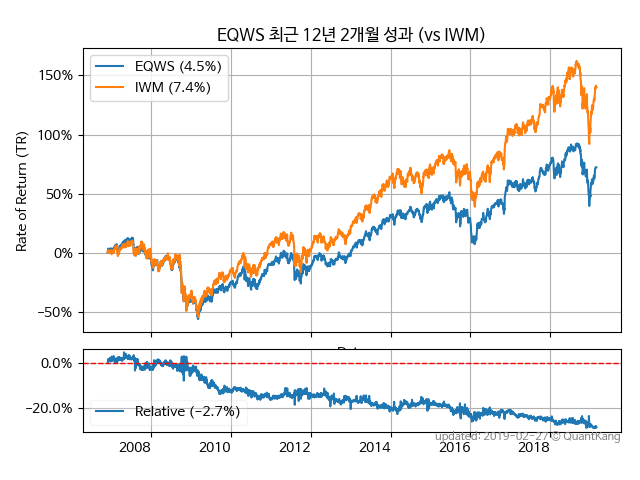 EQWS 최근 12년 2개월 성과 (vs IWM)
EQWS (4.5%)
IWM (7.4%)
Rate of Return (TR)
150%
100%
50%
0%
−50%
0.0%
−20.0%
Relative (−2.7%)
updated: 2019-02-27 © QuantKang
2008 2010 2012 2014 2016 2018